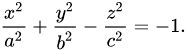 x²/a² + y²/b² − z²/c² = −1.